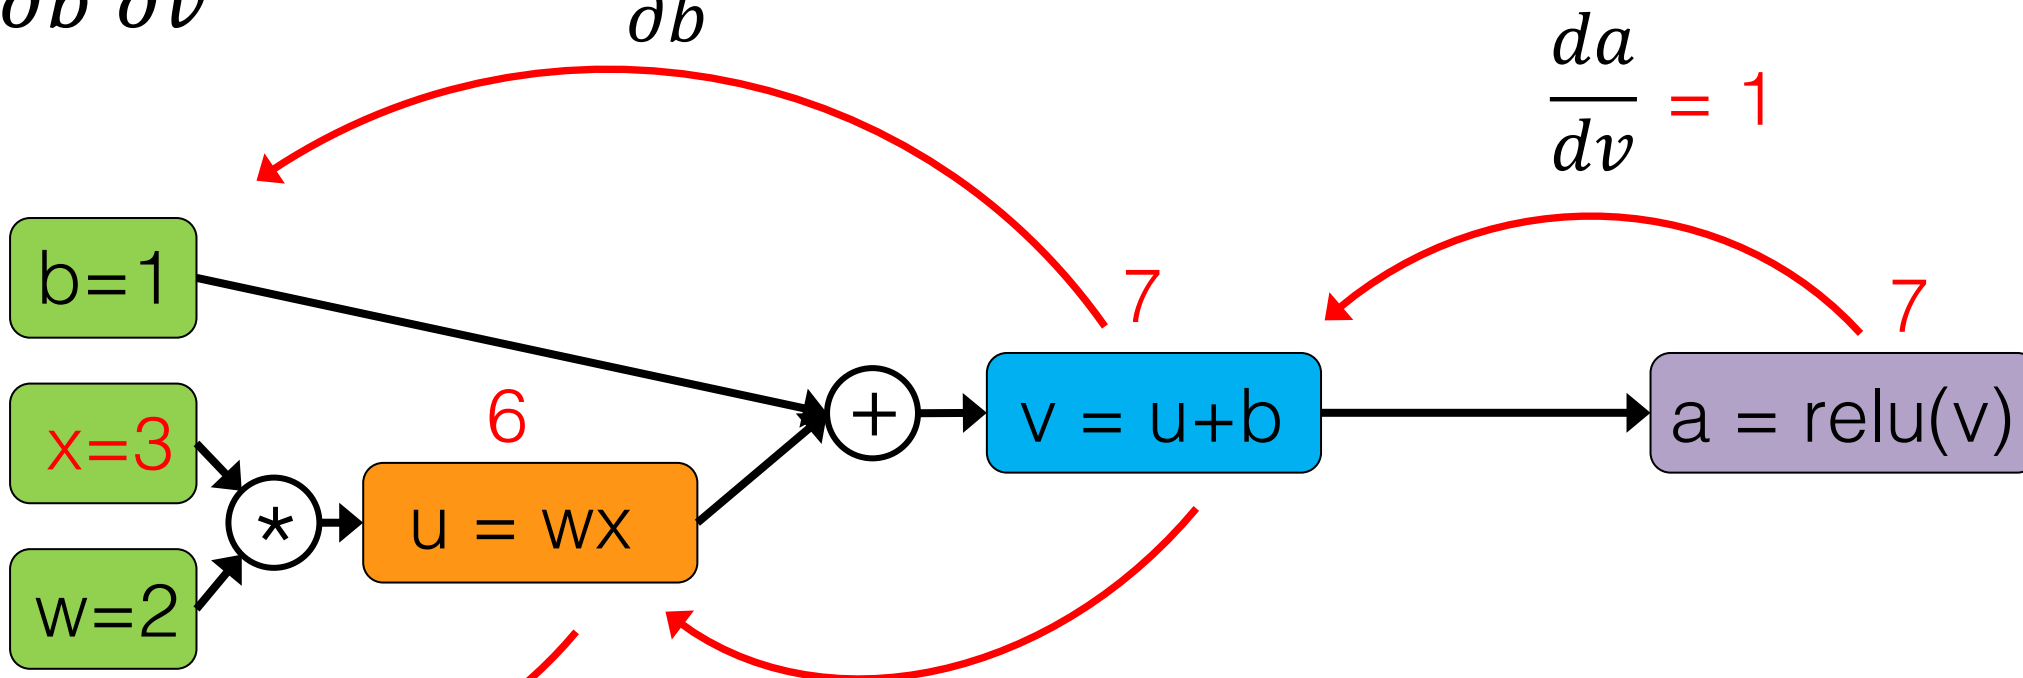 ∂b ∂v
∂b
da
dv
= 1
b=1
7
7
x=3
6
+
v = u+b
a = relu(v)
*
u = wx
w=2